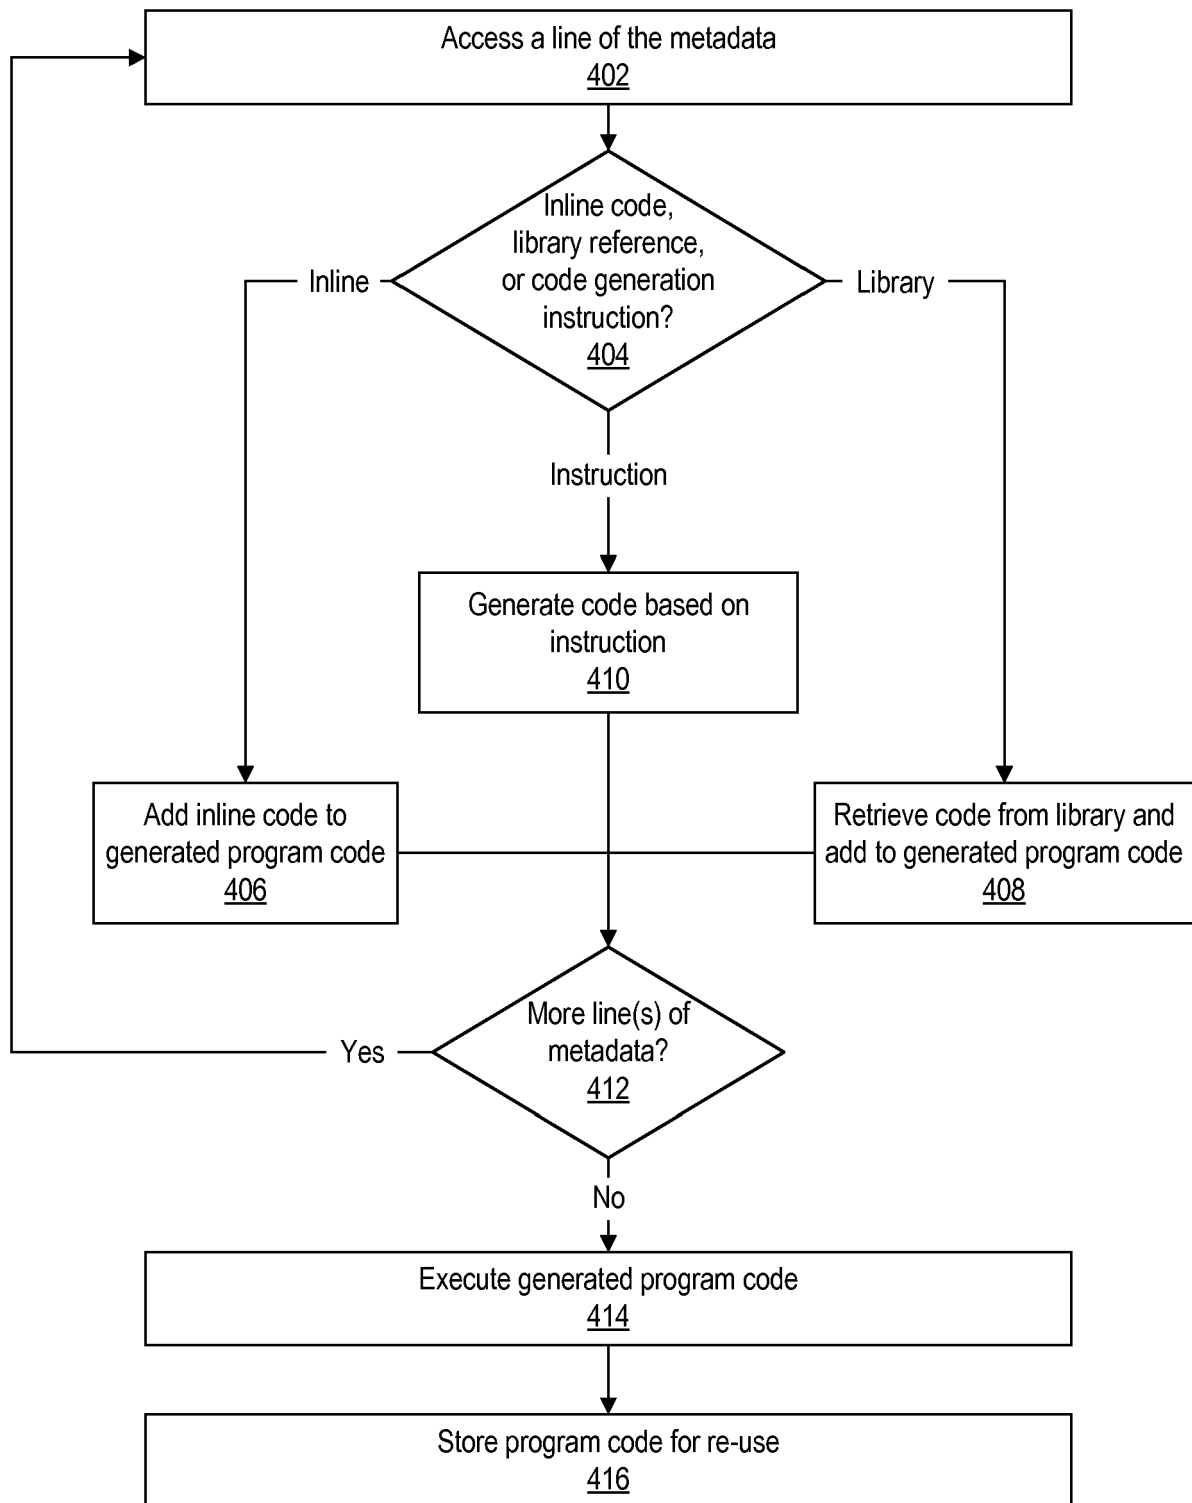 Access a line of the metadata
402
Inline code,
library reference,
or code generation
instruction?
404
Inline
Library
Instruction
Generate code based on
instruction
410
Add inline code to
generated program code
406
Retrieve code from library and
add to generated program code
408
More line(s) of
metadata?
412
Yes
No
Execute generated program code
414
Store program code for re-use
416